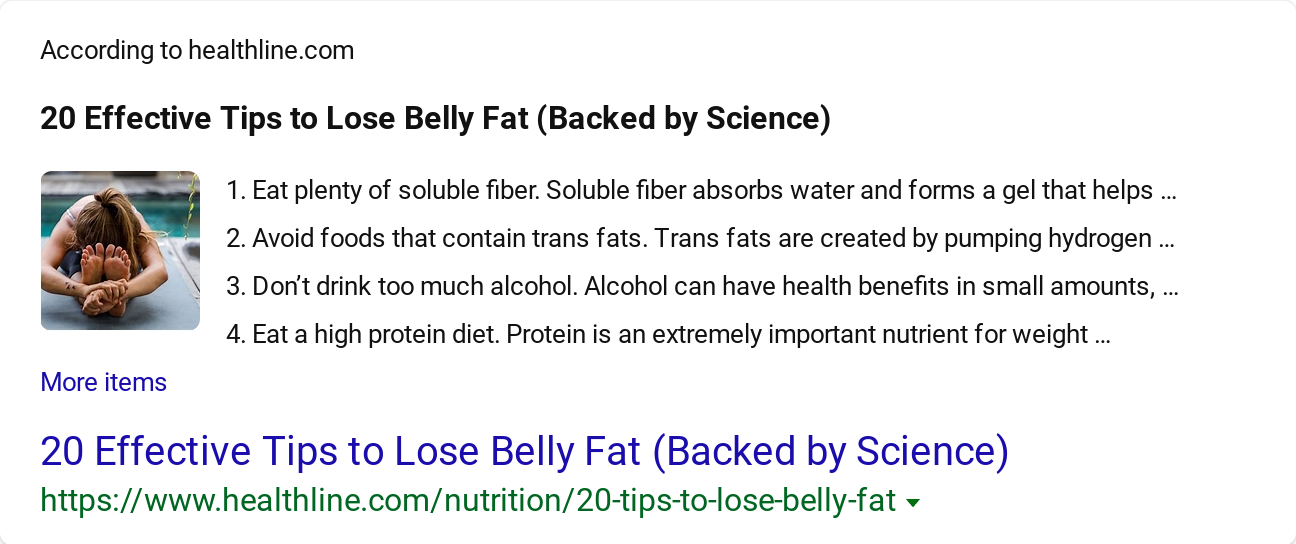 According to healthline.com
20 Effective Tips to Lose Belly Fat (Backed by Science)
1. Eat plenty of soluble fiber. Soluble fiber absorbs water and forms a gel that helps ...
2. Avoid foods that contain trans fats. Trans fats are created by pumping hydrogen ...
3. Don’t drink too much alcohol. Alcohol can have health benefits in small amounts, ...
4. Eat a high protein diet. Protein is an extremely important nutrient for weight ...
More items
20 Effective Tips to Lose Belly Fat (Backed by Science)
https://www.healthline.com/nutrition/20-tips-to-lose-belly-fat